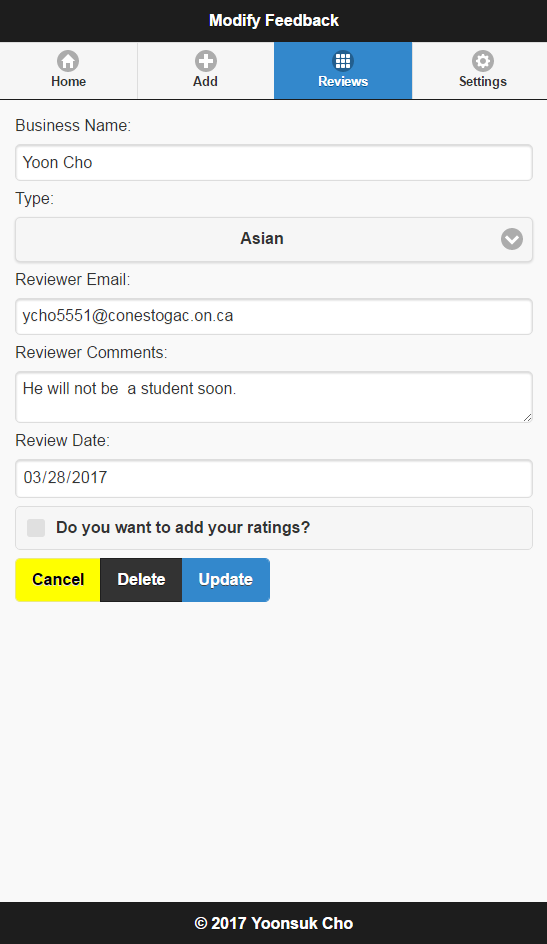 Modify Feedback
Home Add Reviews Settings
Business Name:
Yoon Cho
Type:
Asian
Reviewer Email:
ycho5551@conestogac.on.ca
Reviewer Comments:
He will not be  a student soon.
Review Date:
03/28/2017
Do you want to add your ratings?
Cancel Delete Update
© 2017 Yoonsuk Cho